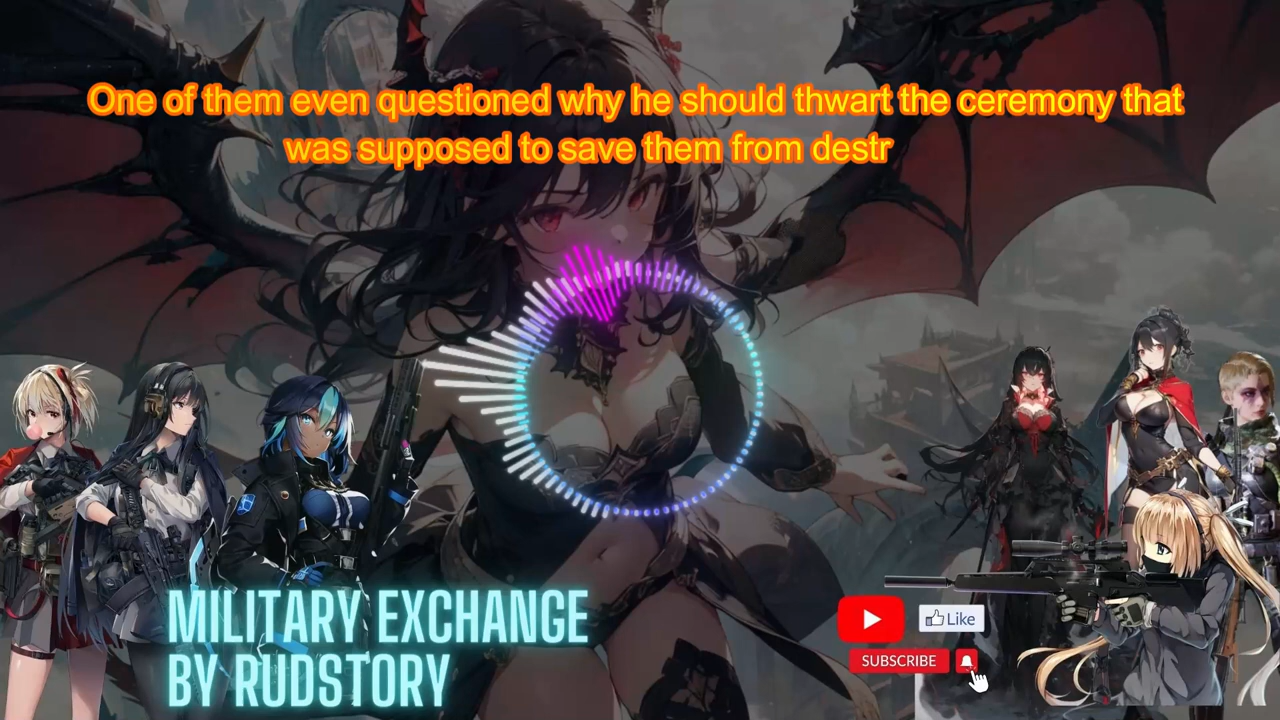 One of them even questioned why he should thwart the ceremony that
was supposed to save them from destr
MILITARY EXCHANGE
BY RUDSTORY
Like
SUBSCRIBE